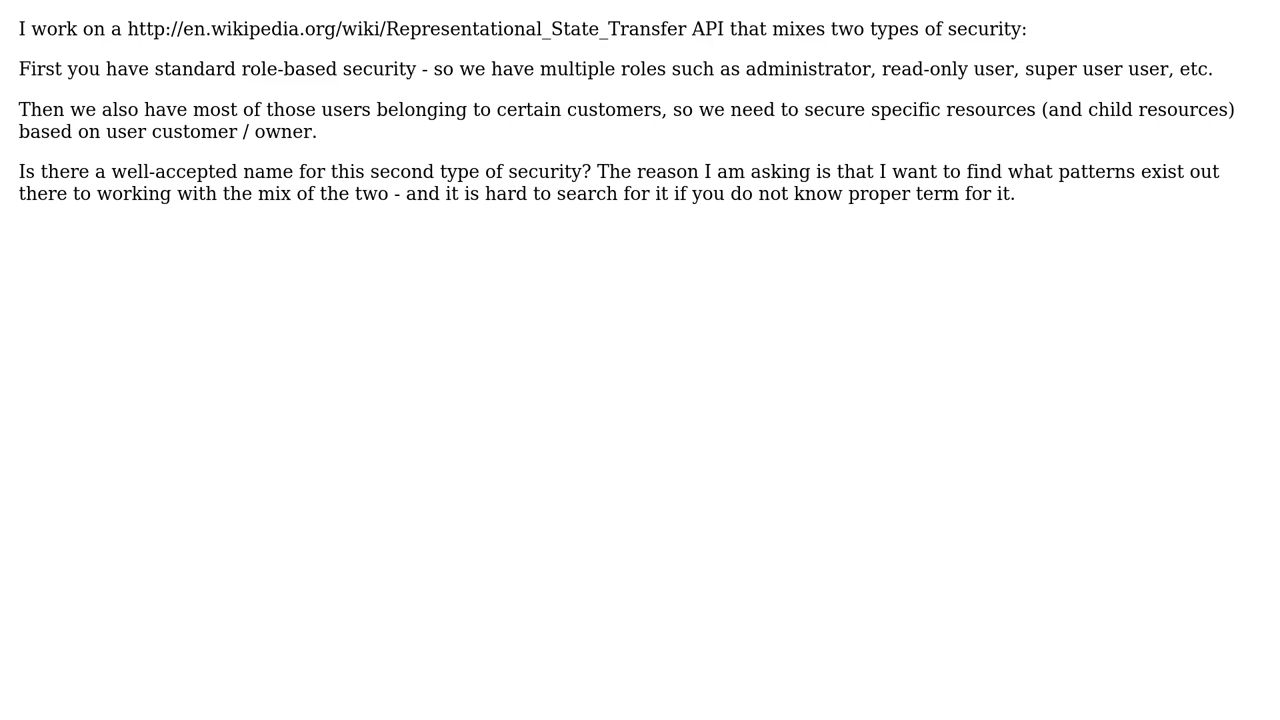 I work on a http://en.wikipedia.org/wiki/Representational_State_Transfer API that mixes two types of security:
First you have standard role-based security - so we have multiple roles such as administrator, read-only user, super user user, etc.
Then we also have most of those users belonging to certain customers, so we need to secure specific resources (and child resources)
based on user customer / owner.
Is there a well-accepted name for this second type of security? The reason I am asking is that I want to find what patterns exist out
there to working with the mix of the two - and it is hard to search for it if you do not know proper term for it.